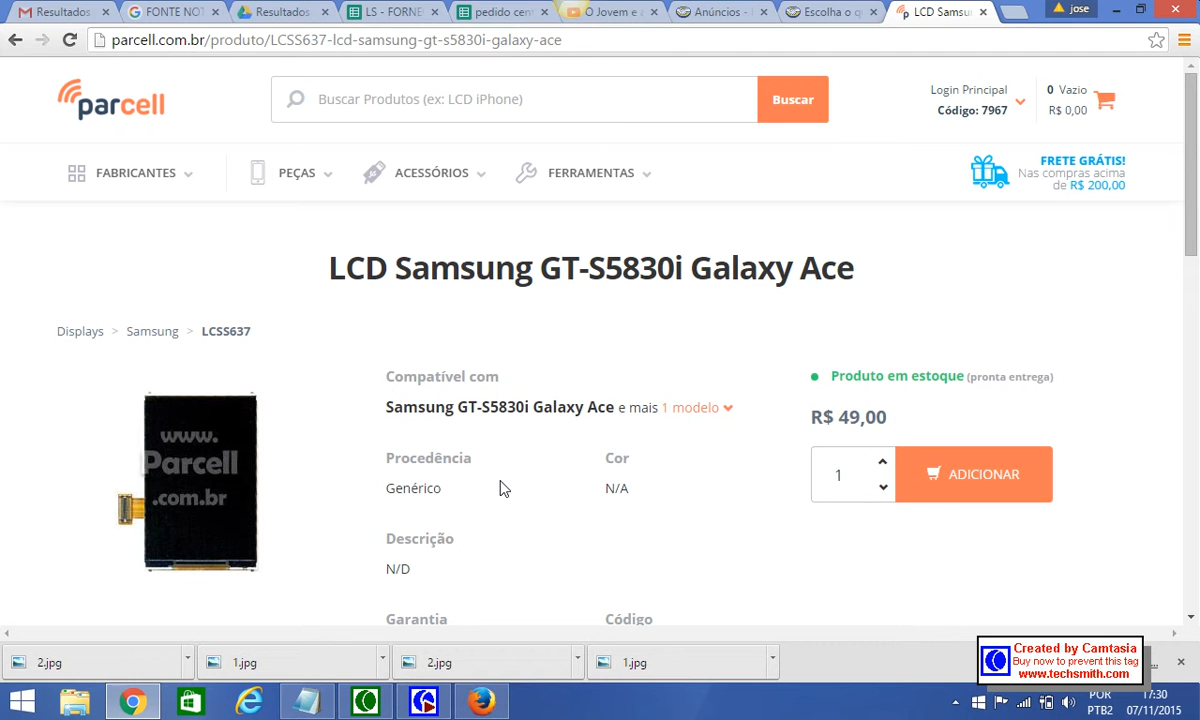 Resultados
FONTE NOT
Resultados
LS - FORNE
pedido cent
O Jovem e
Anúncios -
Escolha o q
LCD Samsu
jose
parcell.com.br/produto/LCSS637-lcd-samsung-gt-s5830i-galaxy-ace
parcell
Buscar Produtos (ex: LCD iPhone)
Buscar
Login Principal
Código: 7967
0 Vazio
R$ 0,00
FABRICANTES
PEÇAS
ACESSÓRIOS
FERRAMENTAS
FRETE GRÁTIS!
Nas compras acima
de R$ 200,00
LCD Samsung GT-S5830i Galaxy Ace
Displays > Samsung > LCSS637
www.
Parcell
.com.br
Compatível com
Samsung GT-S5830i Galaxy Ace e mais 1 modelo
Procedência
Genérico
Cor
N/A
Descrição
N/D
Garantia
Código
Produto em estoque (pronta entrega)
R$ 49,00
1
ADICIONAR
2.jpg
1.jpg
2.jpg
1.jpg
Created by Camtasia
Buy now to prevent this tag
www.techsmith.com
POR
PTB2
17:30
07/11/2015